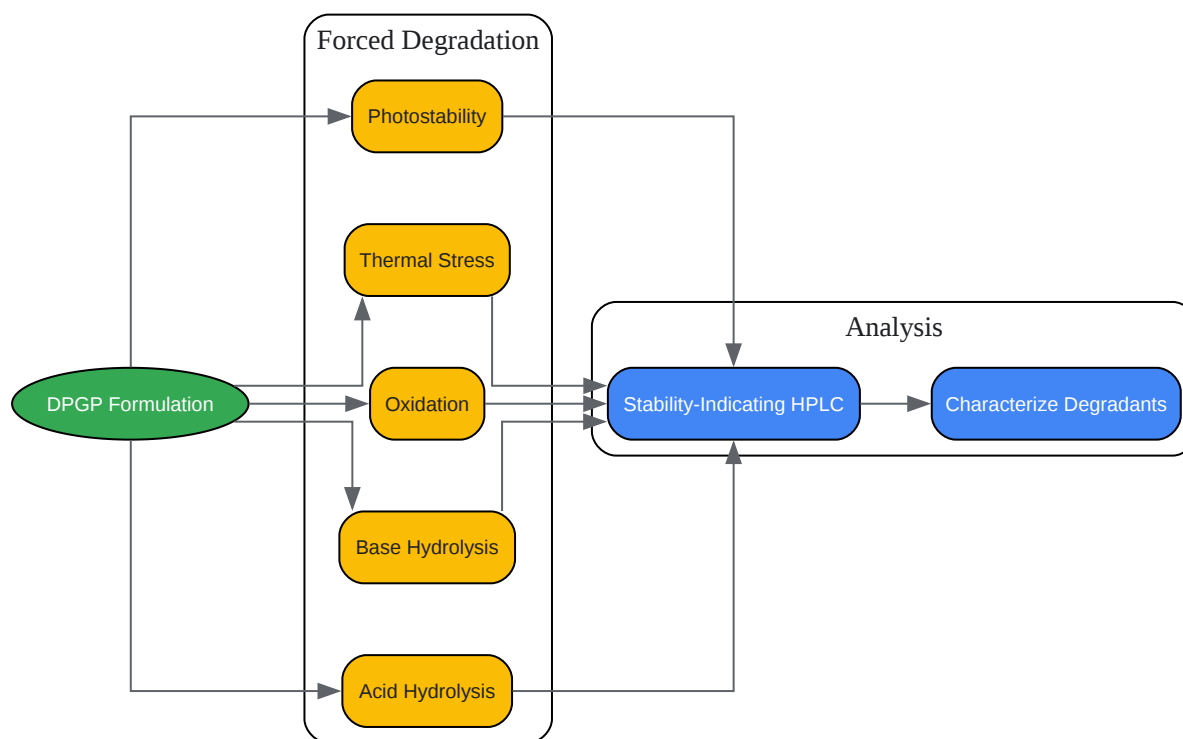 Forced Degradation
Photostability
Thermal Stress
Analysis
DPGP Formulation
Oxidation
Stability-Indicating HPLC
Characterize Degradants
Base Hydrolysis
Acid Hydrolysis